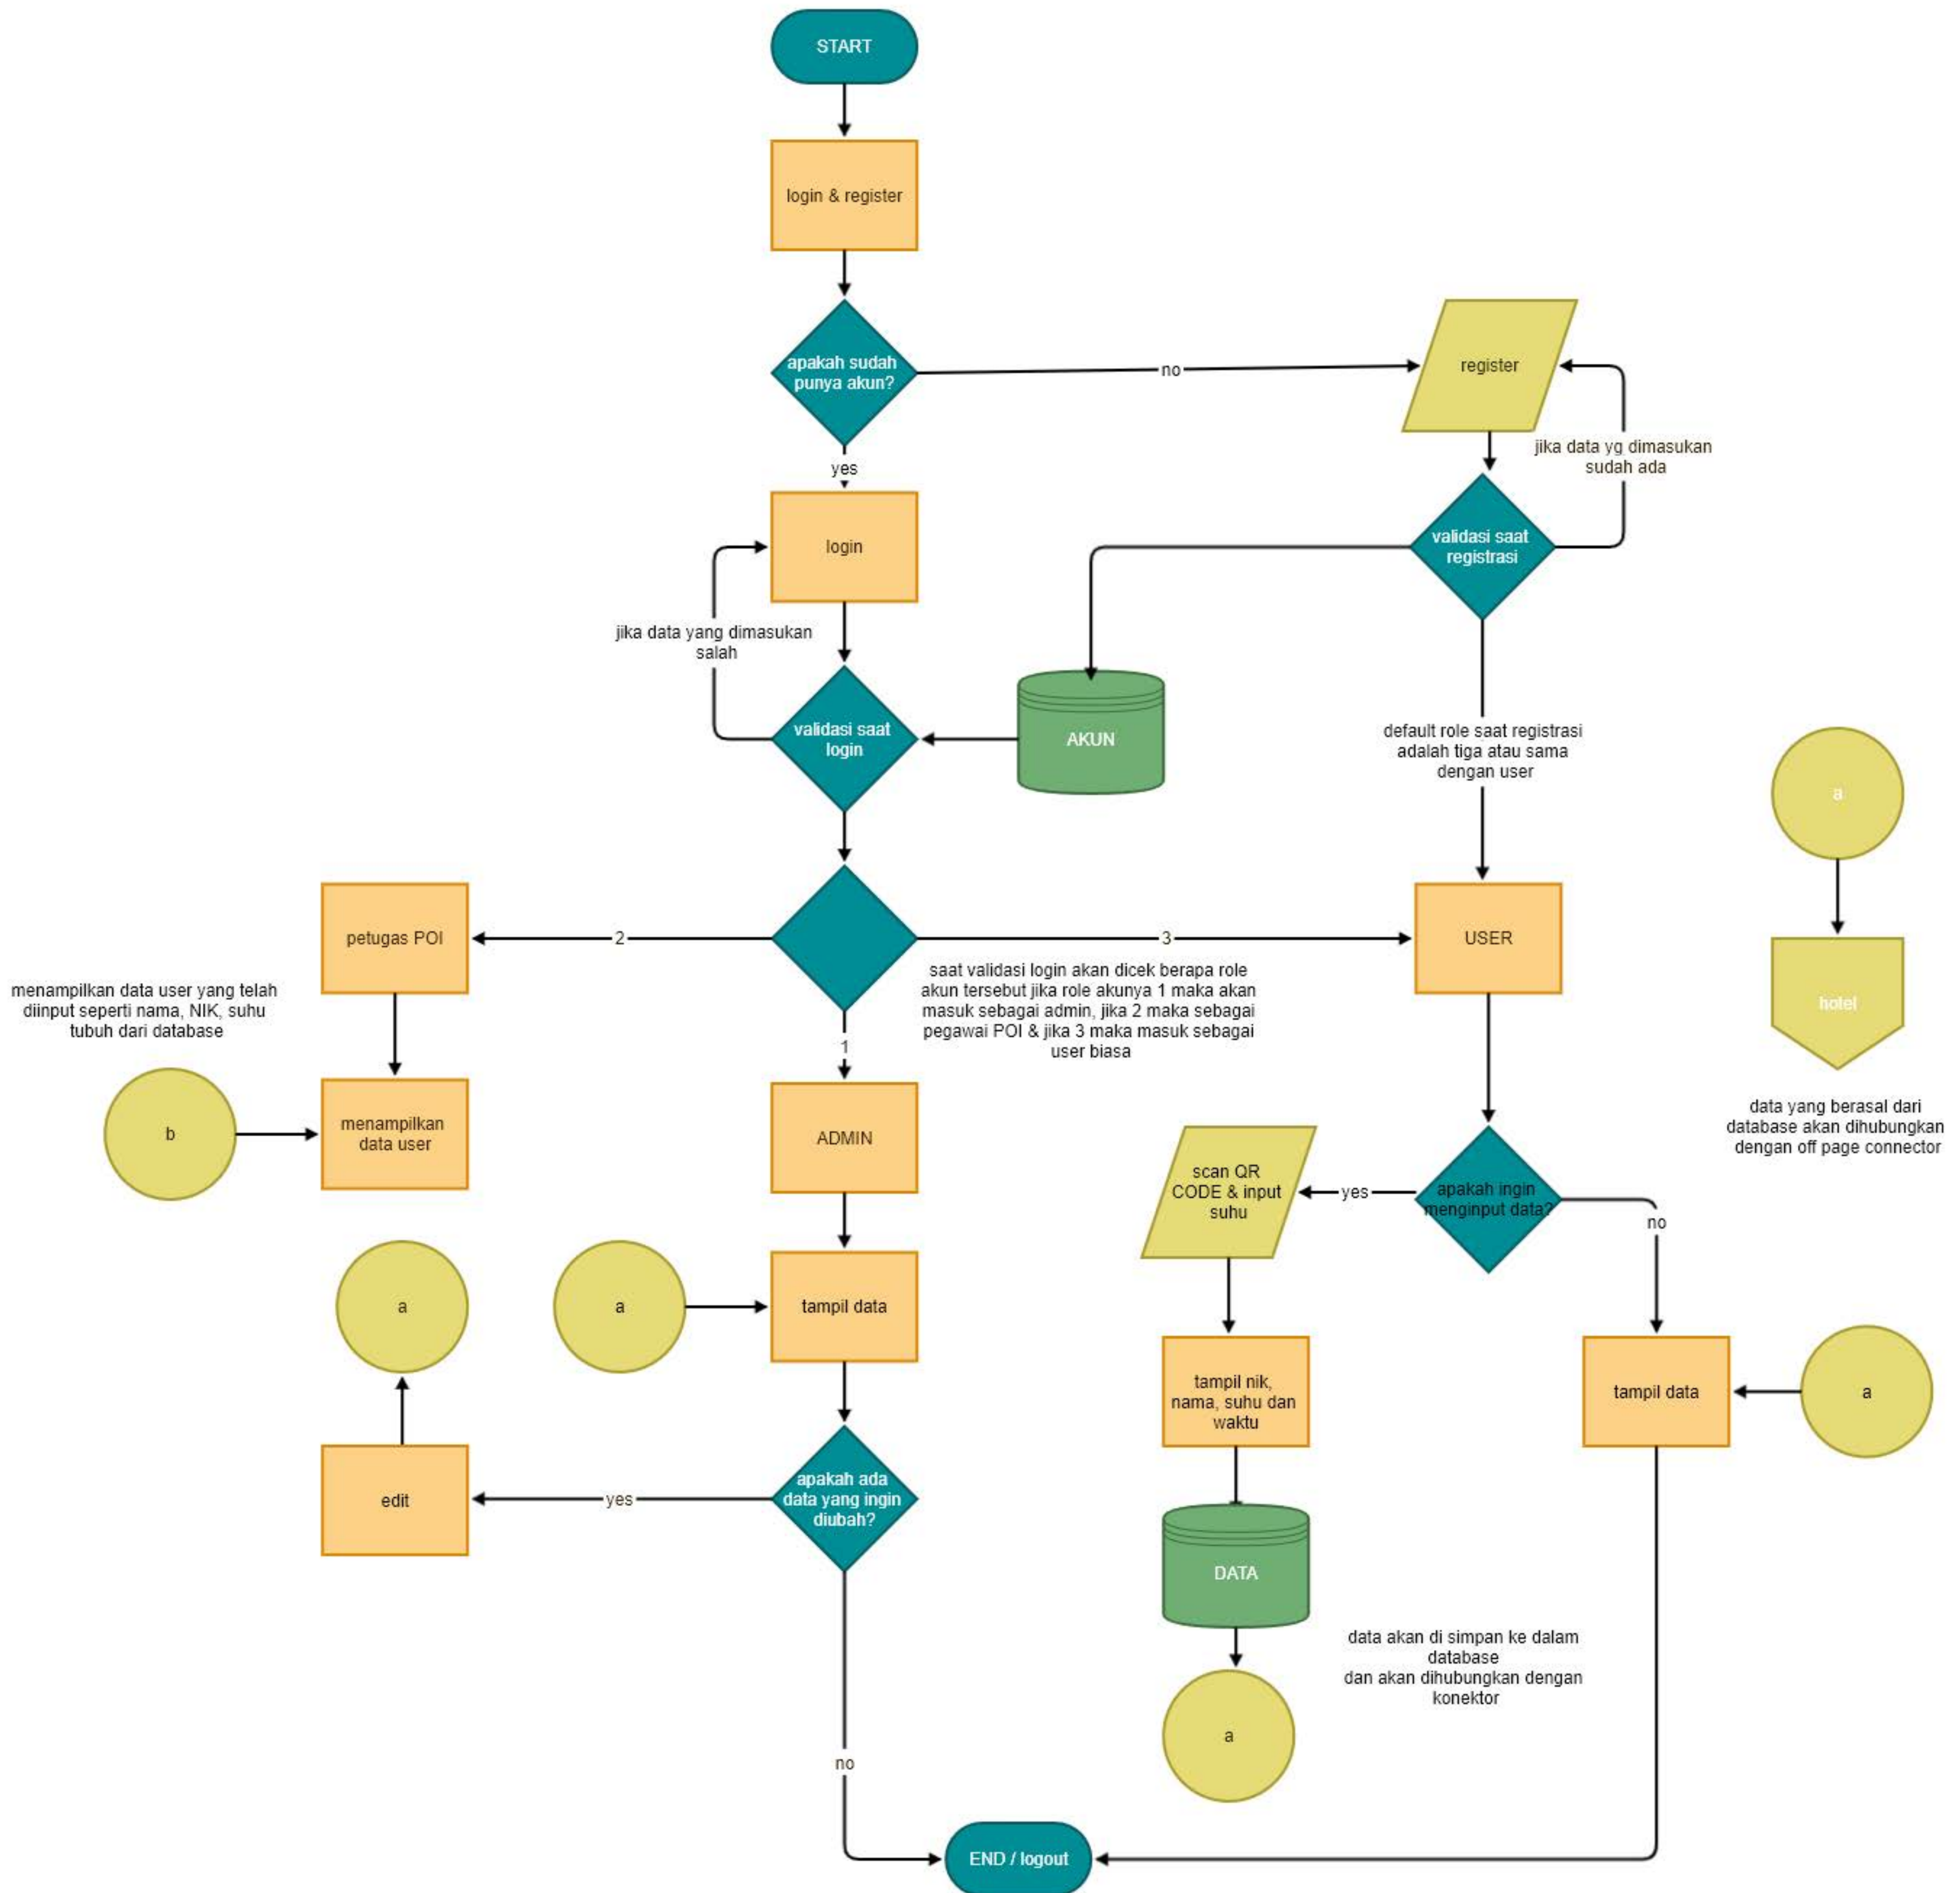 START
login & register
apakah sudah
punya akun?
no
register
jika data yg dimasukan
sudah ada
yes
login
validasi saat
registrasi
jika data yang dimasukan
salah
validasi saat
login
AKUN
default role saat registrasi
adalah tiga atau sama
dengan user
a
petugas POI
2
3
USER
saat validasi login akan dicek berapa role
akun tersebut jika role akunya 1 maka akan
masuk sebagai admin, jika 2 maka sebagai
pegawai POI & jika 3 maka masuk sebagai
user biasa
menampilkan data user yang telah
diinput seperti nama, NIK, suhu
tubuh dari database
hotel
1
data yang berasal dari
database akan dihubungkan
dengan off page connector
b
menampilkan
data user
ADMIN
scan QR
CODE & input
suhu
yes
apakah ingin
menginput data?
no
a
a
tampil data
tampil nik,
nama, suhu dan
waktu
tampil data
a
edit
yes
apakah ada
data yang ingin
diubah?
DATA
data akan di simpan ke dalam
database
dan akan dihubungkan dengan
konektor
a
no
END / logout